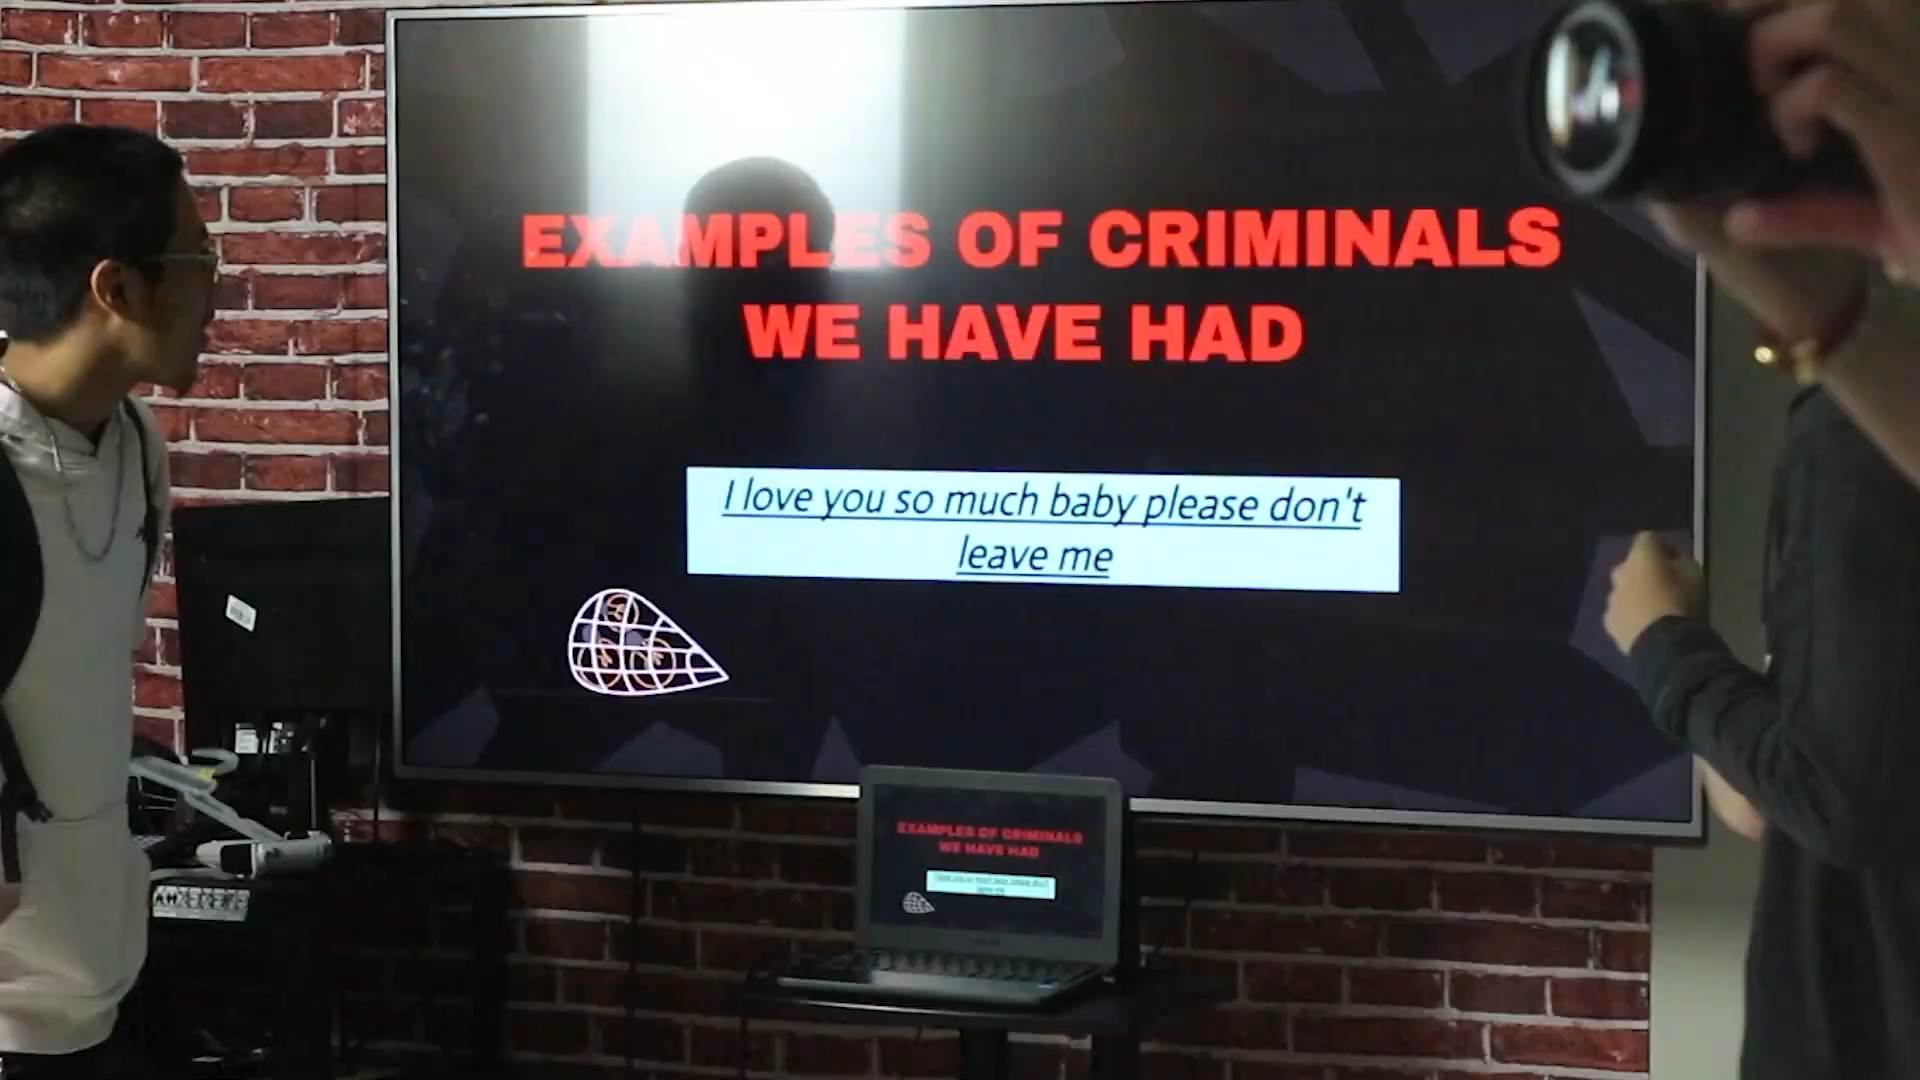 EXAMPLES OF CRIMINALS
WE HAVE HAD
I love you so much baby please don't
leave me
EXAMPLES OF CRIMINALS
WE HAVE HAD